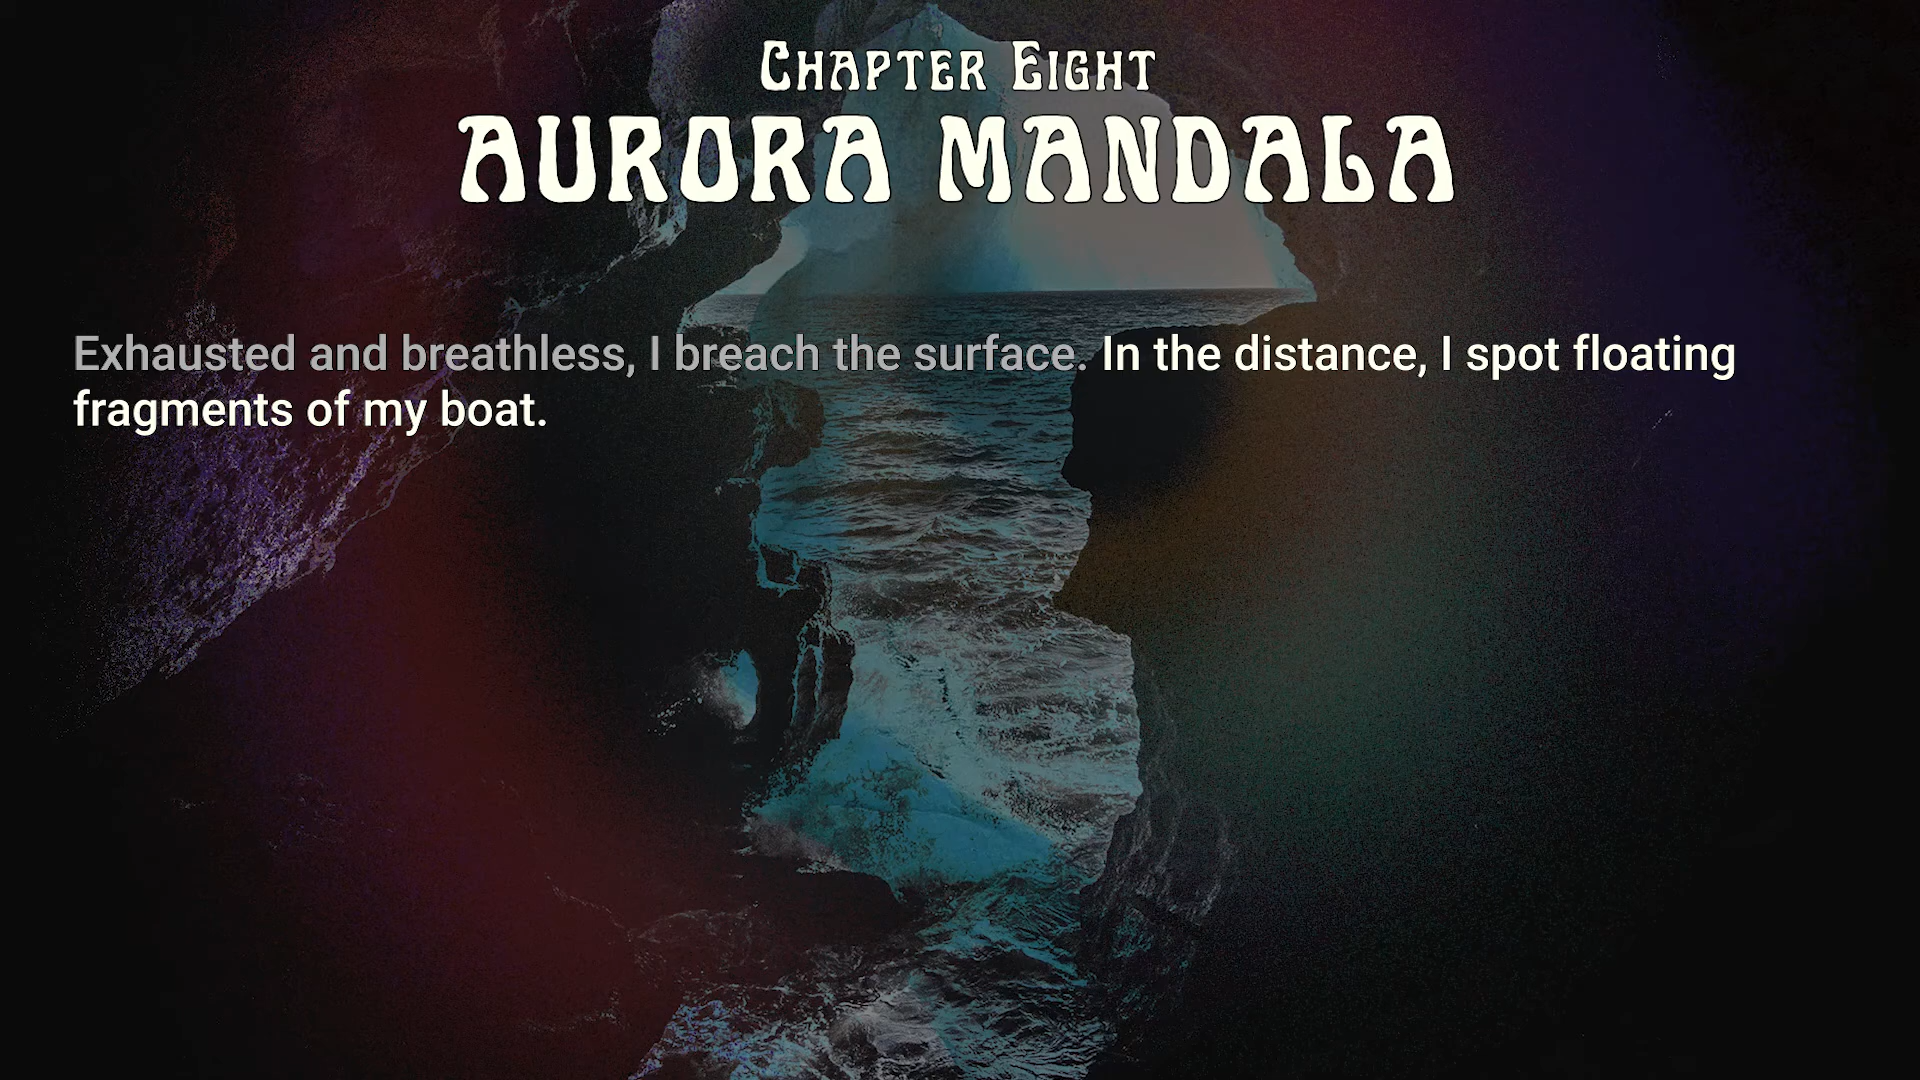 Chapter Eight
AURORA MANDALA
Exhausted and breathless, I breach the surface. In the distance, I spot floating
fragments of my boat.